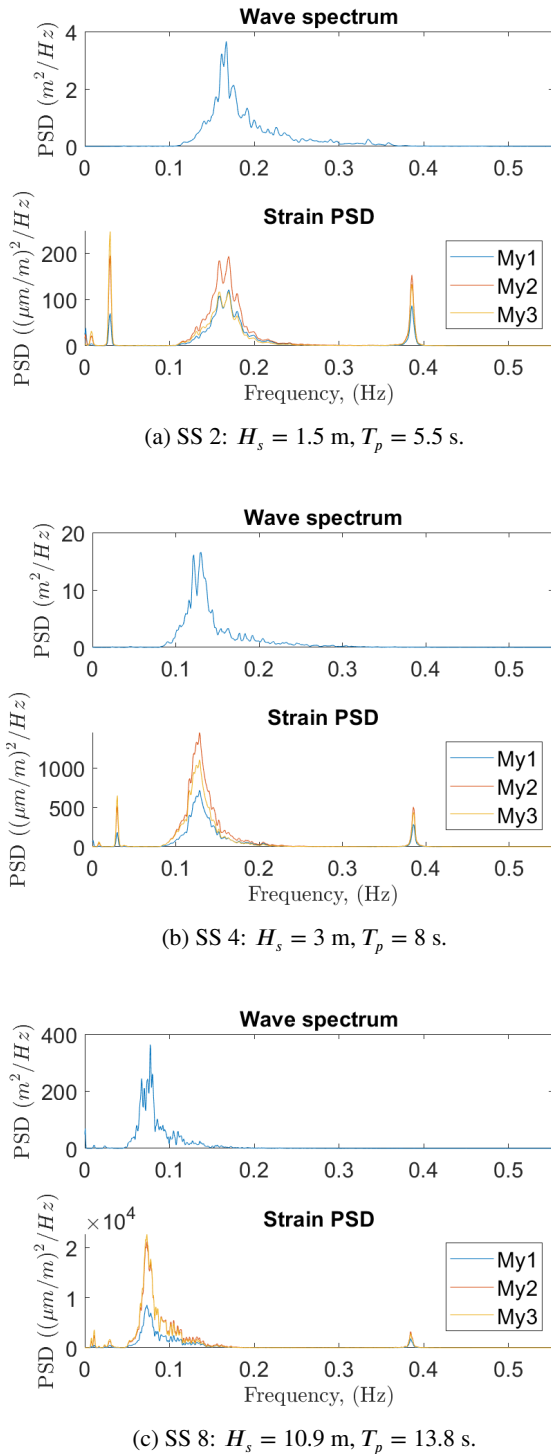 Wave spectrum
PSD (m²/Hz)
4
2
0
0 0.1 0.2 0.3 0.4 0.5
Strain PSD
PSD ((μm/m)²/Hz)
200
100
0
My1
My2
My3
0 0.1 0.2 0.3 0.4 0.5
Frequency, (Hz)
(a) SS 2: H_s = 1.5 m, T_p = 5.5 s.
Wave spectrum
PSD (m²/Hz)
20
10
0
0 0.1 0.2 0.3 0.4 0.5
Strain PSD
PSD ((μm/m)²/Hz)
1000
500
0
My1
My2
My3
0 0.1 0.2 0.3 0.4 0.5
Frequency, (Hz)
(b) SS 4: H_s = 3 m, T_p = 8 s.
Wave spectrum
PSD (m²/Hz)
400
200
0
0 0.1 0.2 0.3 0.4 0.5
×10⁴
Strain PSD
PSD ((μm/m)²/Hz)
2
1
0
My1
My2
My3
0 0.1 0.2 0.3 0.4 0.5
Frequency, (Hz)
(c) SS 8: H_s = 10.9 m, T_p = 13.8 s.